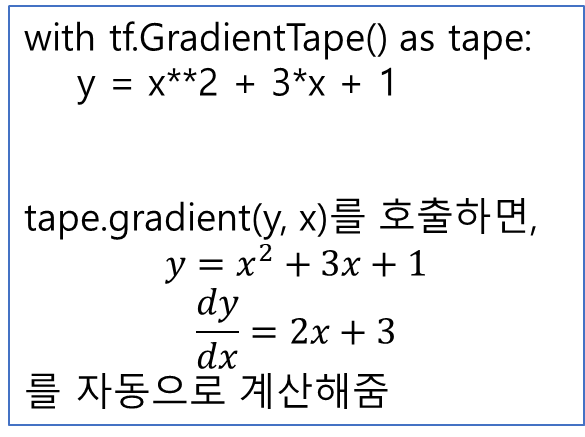 with tf.GradientTape() as tape:
y = x**2 + 3*x + 1
tape.gradient(y, x)를 호출하면,
y = x² + 3x + 1
dy/dx = 2x + 3
를 자동으로 계산해줌